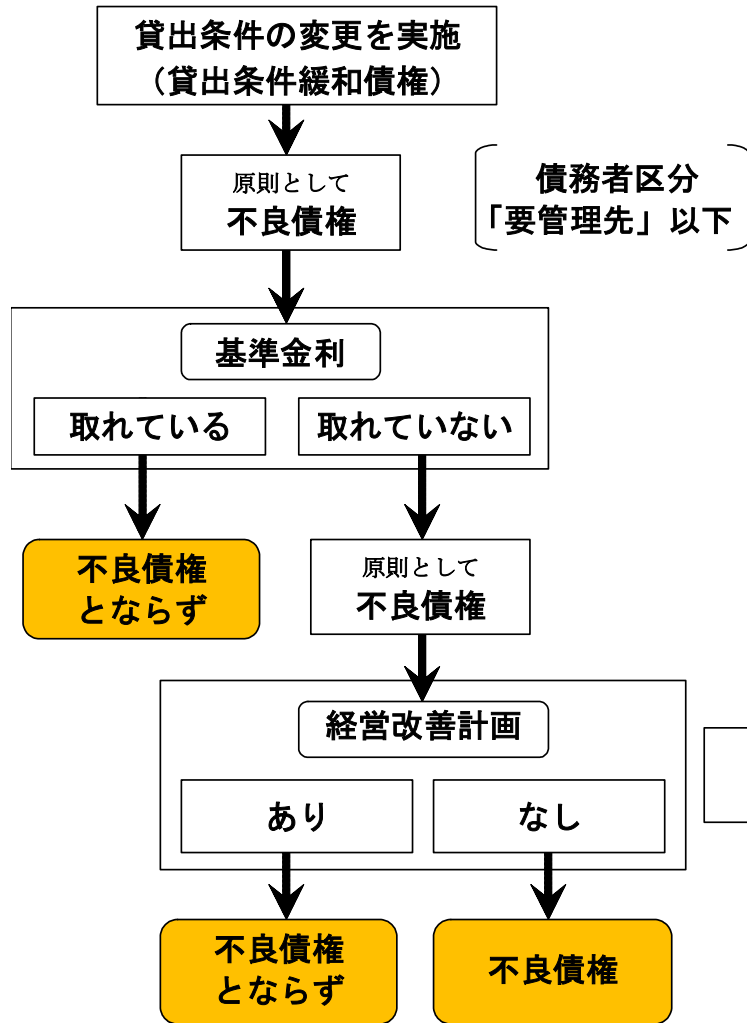 貸出条件の変更を実施
（貸出条件緩和債権）
原則として
不良債権
債務者区分
「要管理先」以下
基準金利
取れている
取れていない
不良債権
とならず
原則として
不良債権
経営改善計画
あり
なし
不良債権
とならず
不良債権